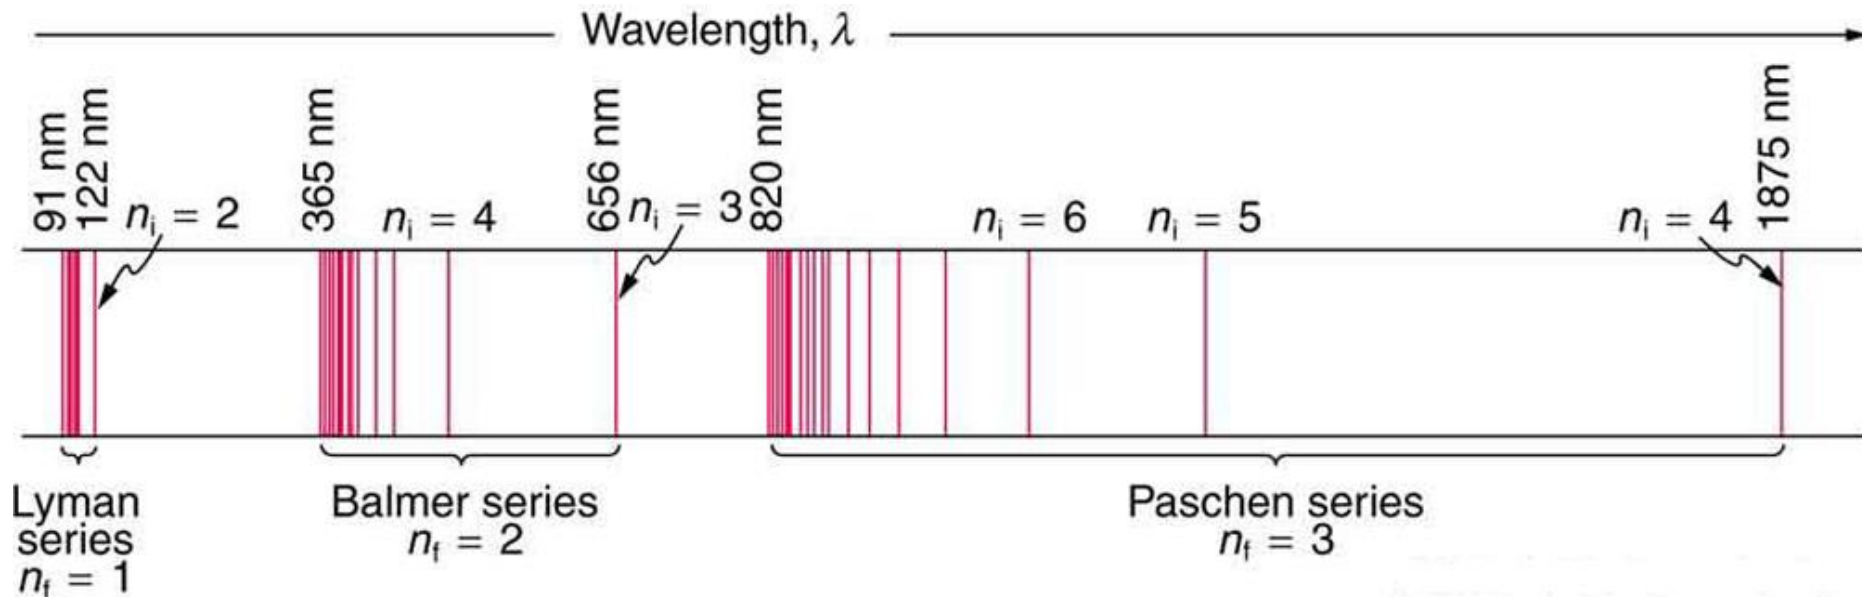 Wavelength, λ
91 nm
122 nm
nᵢ = 2
365 nm
nᵢ = 4
656 nm
nᵢ = 3
820 nm
nᵢ = 6
nᵢ = 5
nᵢ = 4
1875 nm
Lyman
series
n_f = 1
Balmer series
n_f = 2
Paschen series
n_f = 3